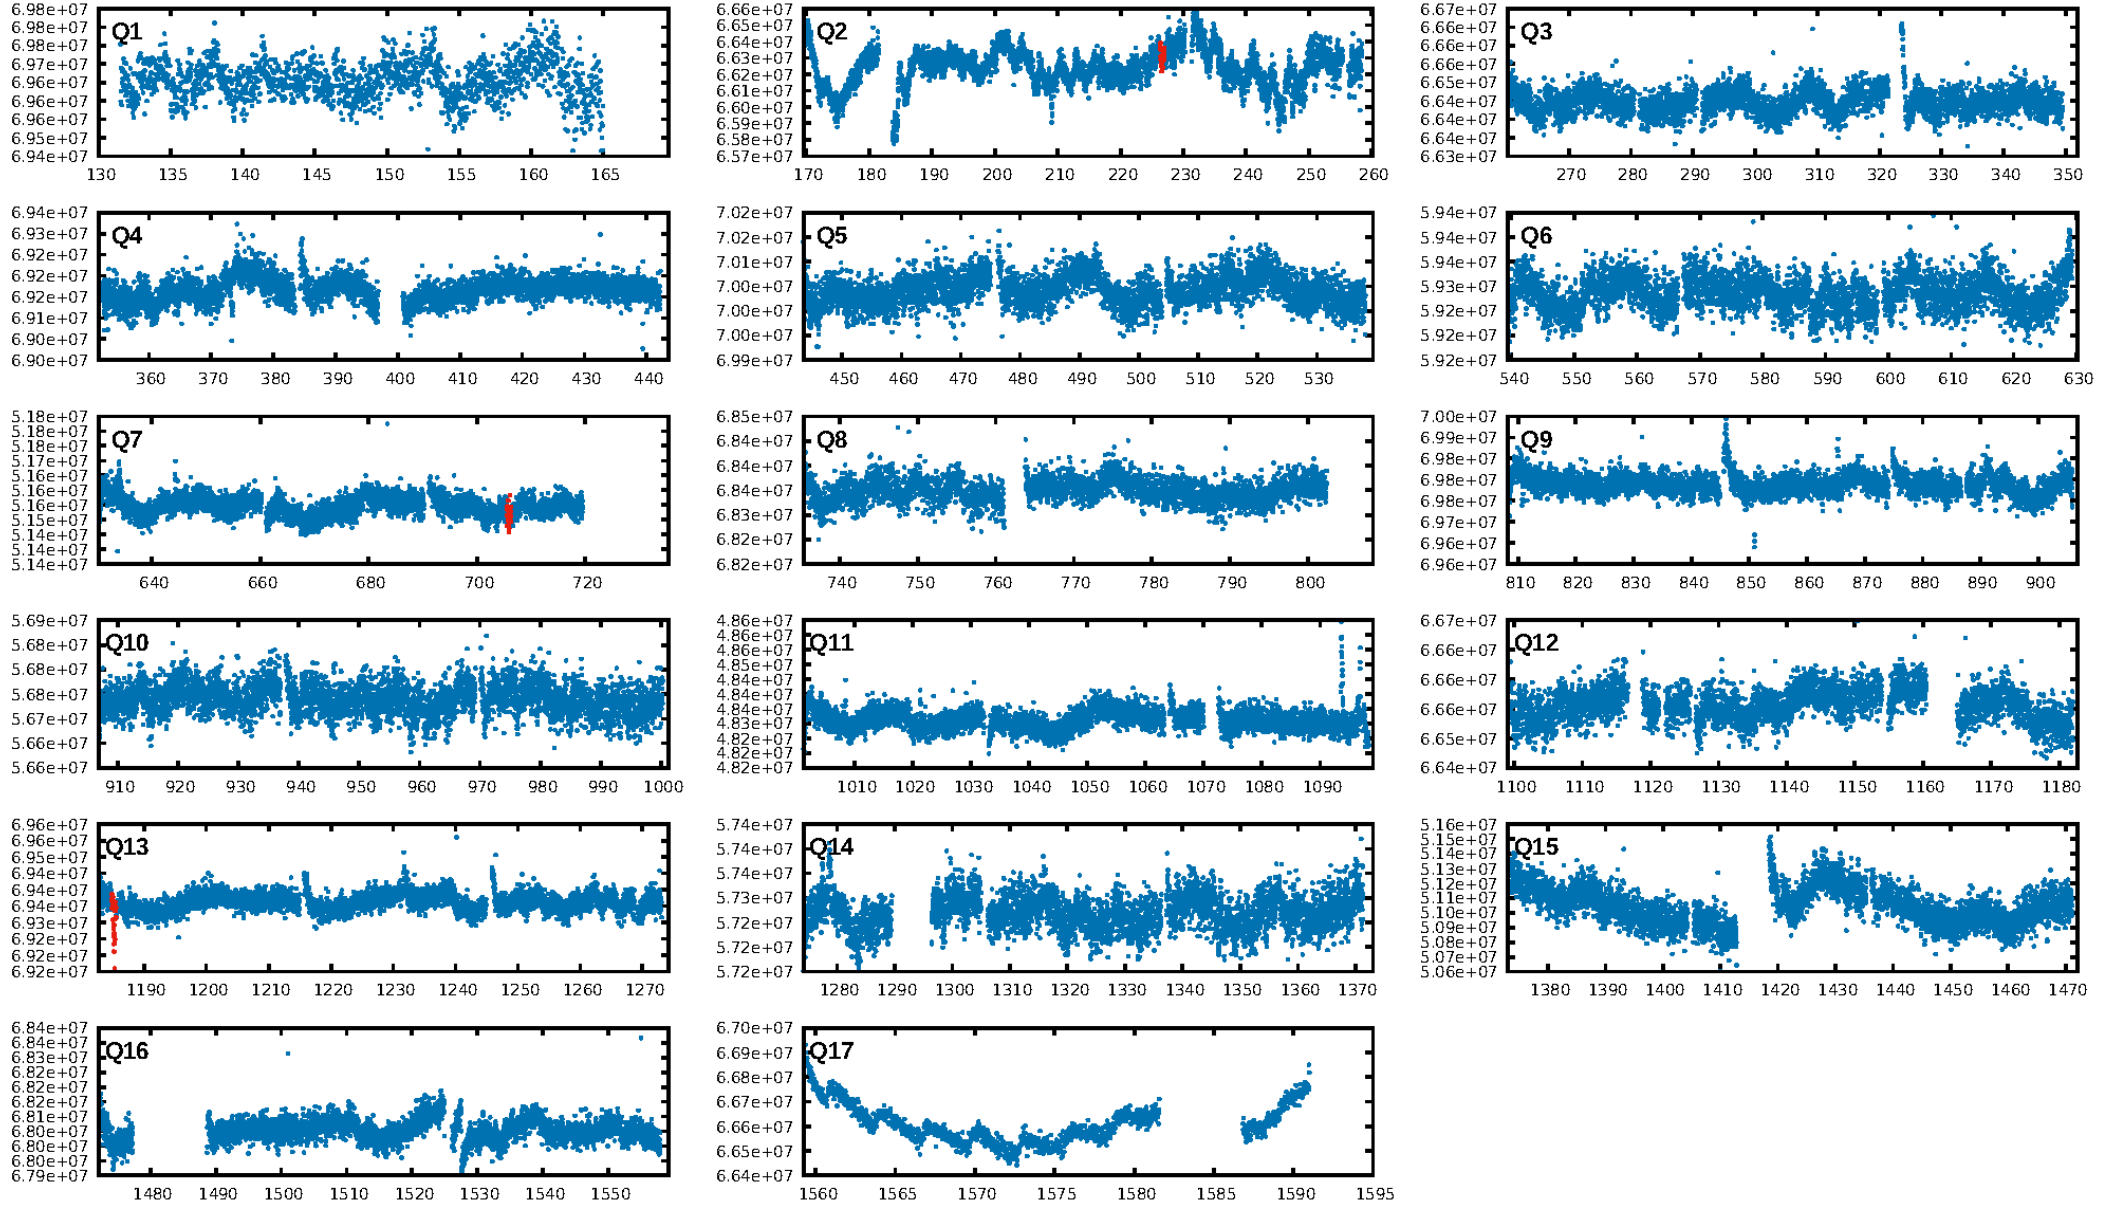 6.98e+07 6.98e+07 6.97e+07 6.96e+07 6.96e+07 6.96e+07 6.95e+07 6.95e+07 6.94e+07
Q1
130 135 140 145 150 155 160 165
6.66e+07 6.65e+07 6.64e+07 6.63e+07 6.62e+07 6.61e+07 6.60e+07 6.59e+07 6.58e+07 6.57e+07
Q2
170 180 190 200 210 220 230 240 250 260
6.67e+07 6.66e+07 6.66e+07 6.65e+07 6.64e+07 6.64e+07 6.64e+07 6.63e+07
Q3
270 280 290 300 310 320 330 340 350
6.94e+07 6.93e+07 6.92e+07 6.92e+07 6.92e+07 6.91e+07 6.90e+07 6.90e+07
Q4
360 370 380 390 400 410 420 430 440
7.02e+07 7.02e+07 7.01e+07 7.00e+07 7.00e+07 7.00e+07 6.99e+07
Q5
450 460 470 480 490 500 510 520 530
5.94e+07 5.94e+07 5.94e+07 5.93e+07 5.92e+07 5.92e+07 5.92e+07
Q6
540 550 560 570 580 590 600 610 620 630
5.18e+07 5.18e+07 5.17e+07 5.17e+07 5.16e+07 5.16e+07 5.16e+07 5.15e+07 5.15e+07 5.14e+07 5.14e+07
Q7
640 660 680 700 720
6.85e+07 6.84e+07 6.84e+07 6.84e+07 6.83e+07 6.82e+07 6.82e+07
Q8
740 750 760 770 780 790 800
7.00e+07 6.99e+07 6.98e+07 6.98e+07 6.98e+07 6.97e+07 6.96e+07 6.96e+07
Q9
810 820 830 840 850 860 870 880 890 900
5.69e+07 5.68e+07 5.68e+07 5.68e+07 5.67e+07 5.66e+07 5.66e+07
Q10
910 920 930 940 950 960 970 980 990 1000
4.86e+07 4.86e+07 4.85e+07 4.85e+07 4.84e+07 4.84e+07 4.84e+07 4.83e+07 4.82e+07 4.82e+07 4.82e+07
Q11
1010 1020 1030 1040 1050 1060 1070 1080 1090
6.67e+07 6.66e+07 6.66e+07 6.66e+07 6.65e+07 6.64e+07
Q12
1100 1110 1120 1130 1140 1150 1160 1170 1180
6.96e+07 6.96e+07 6.95e+07 6.94e+07 6.94e+07 6.94e+07 6.93e+07 6.92e+07 6.92e+07 6.92e+07
Q13
1190 1200 1210 1220 1230 1240 1250 1260 1270
5.74e+07 5.74e+07 5.74e+07 5.73e+07 5.72e+07 5.72e+07 5.72e+07
Q14
1280 1290 1300 1310 1320 1330 1340 1350 1360 1370
5.16e+07 5.15e+07 5.14e+07 5.13e+07 5.12e+07 5.11e+07 5.10e+07 5.09e+07 5.08e+07 5.07e+07 5.06e+07
Q15
1380 1390 1400 1410 1420 1430 1440 1450 1460 1470
6.84e+07 6.83e+07 6.83e+07 6.82e+07 6.82e+07 6.82e+07 6.81e+07 6.80e+07 6.80e+07 6.80e+07 6.79e+07
Q16
1480 1490 1500 1510 1520 1530 1540 1550
6.70e+07 6.69e+07 6.68e+07 6.67e+07 6.66e+07 6.65e+07 6.64e+07
Q17
1560 1565 1570 1575 1580 1585 1590 1595